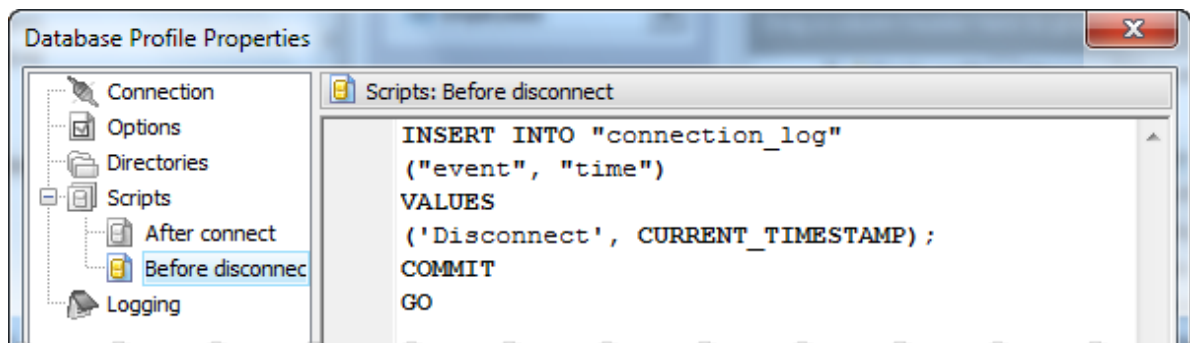 Database Profile Properties
Connection
Options
Directories
Scripts
After connect
Before disconnec
Logging
Scripts: Before disconnect
INSERT INTO "connection_log"
("event", "time")
VALUES
('Disconnect', CURRENT_TIMESTAMP);
COMMIT
GO